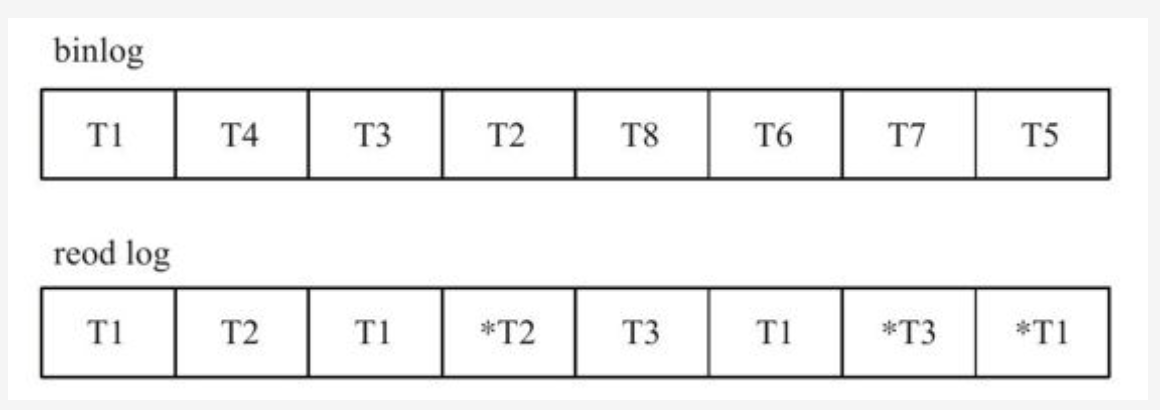 binlog
T1 T4 T3 T2 T8 T6 T7 T5
reod log
T1 T2 T1 *T2 T3 T1 *T3 *T1